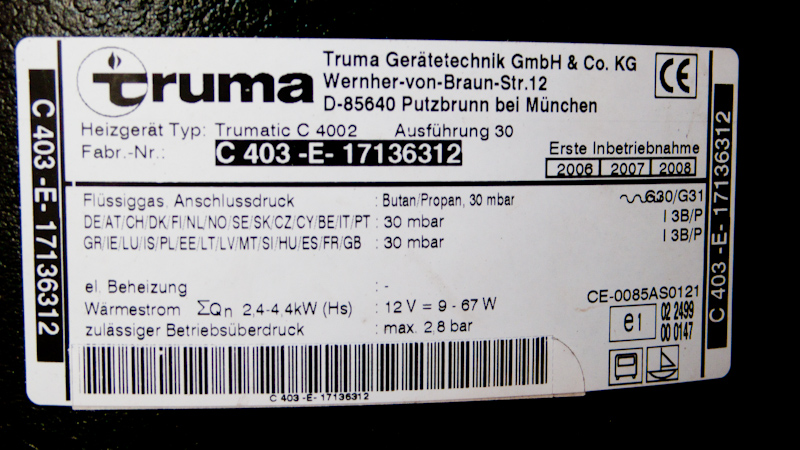 truma
Truma Gerätetechnik GmbH & Co. KG
Wernher-von-Braun-Str.12
D-85640 Putzbrunn bei München
CE
Heizgerät Typ: Trumatic C 4002 Ausführung 30
Fabr.-Nr.: C 403 -E- 17136312
Erste Inbetriebnahme
2006 | 2007 | 2008
Flüssiggas, Anschlussdruck : Butan/Propan, 30 mbar G30/G31
DE/AT/CH/DK/FI/NL/NO/SE/SK/CZ/CY/BE/IT/PT : 30 mbar I 3B/P
GR/IE/LU/IS/PL/EE/LT/LV/MT/SI/HU/ES/FR/GB : 30 mbar I 3B/P
el. Beheizung : -
Wärmestrom ΣQn 2,4-4,4kW (Hs) : 12 V = 9 - 67 W
zulässiger Betriebsüberdruck : max. 2.8 bar
CE-0085AS0121
e1 02 2499
00 0147
C 403 -E- 17136312
C 403 -E- 17136312
C 403 -E- 17136312